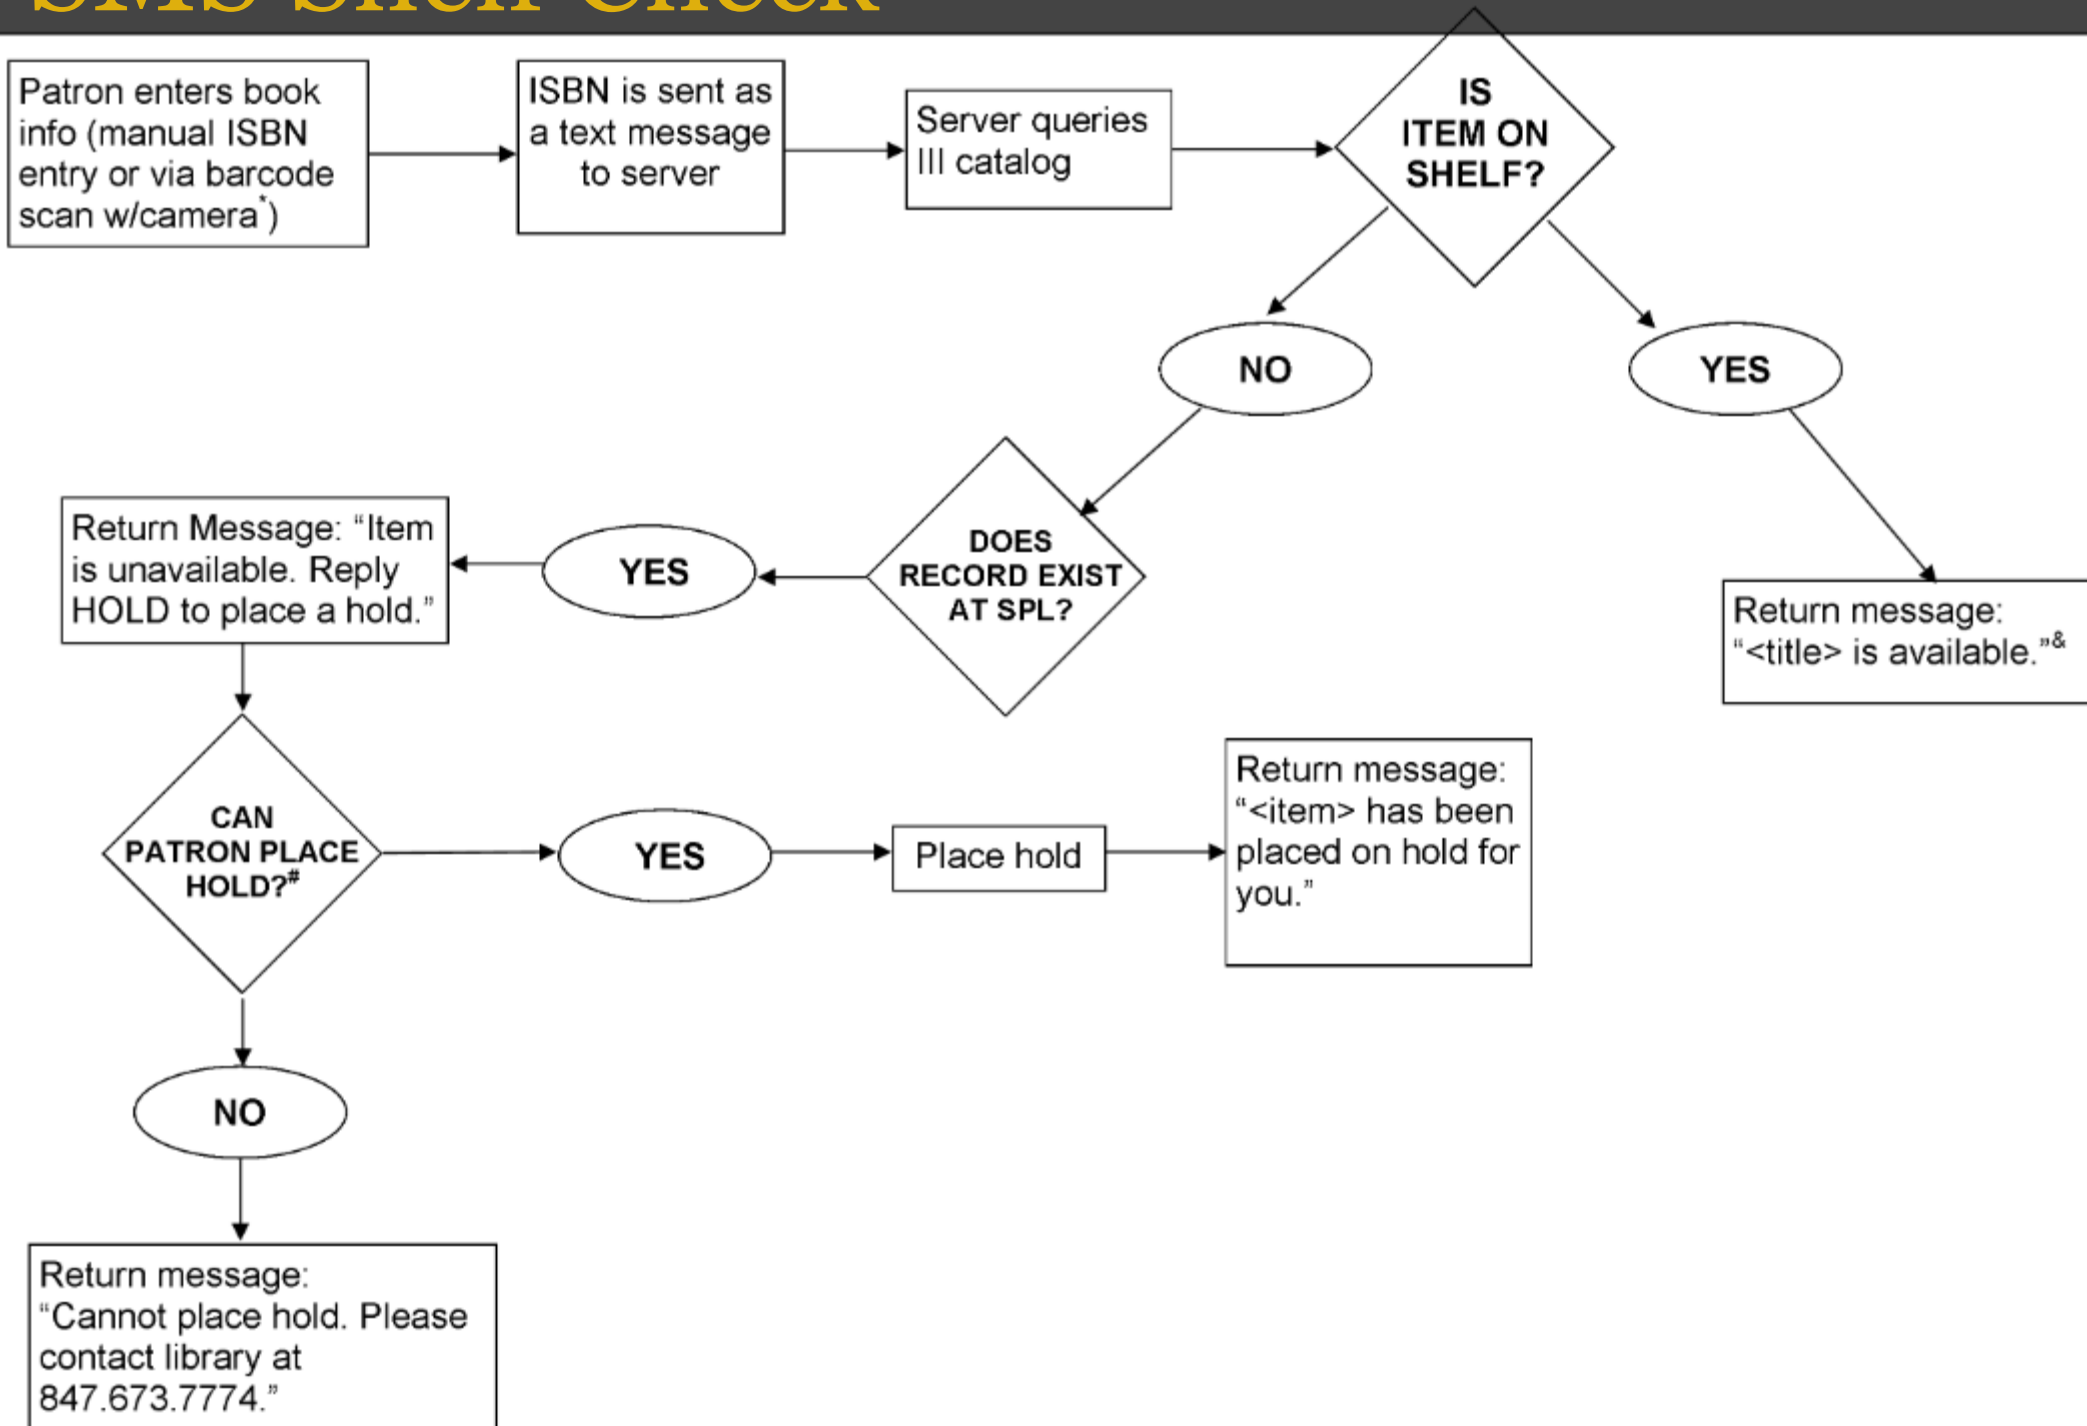 SMS Shelf Check
Patron enters book
info (manual ISBN
entry or via barcode
scan w/camera*)
ISBN is sent as
a text message
to server
Server queries
III catalog
IS
ITEM ON
SHELF?
NO
YES
DOES
RECORD EXIST
AT SPL?
YES
Return Message: “Item
is unavailable. Reply
HOLD to place a hold.”
Return message:
“<title> is available.”&
CAN
PATRON PLACE
HOLD?#
YES
Place hold
Return message:
“<item> has been
placed on hold for
you.”
NO
Return message:
“Cannot place hold. Please
contact library at
847.673.7774.”